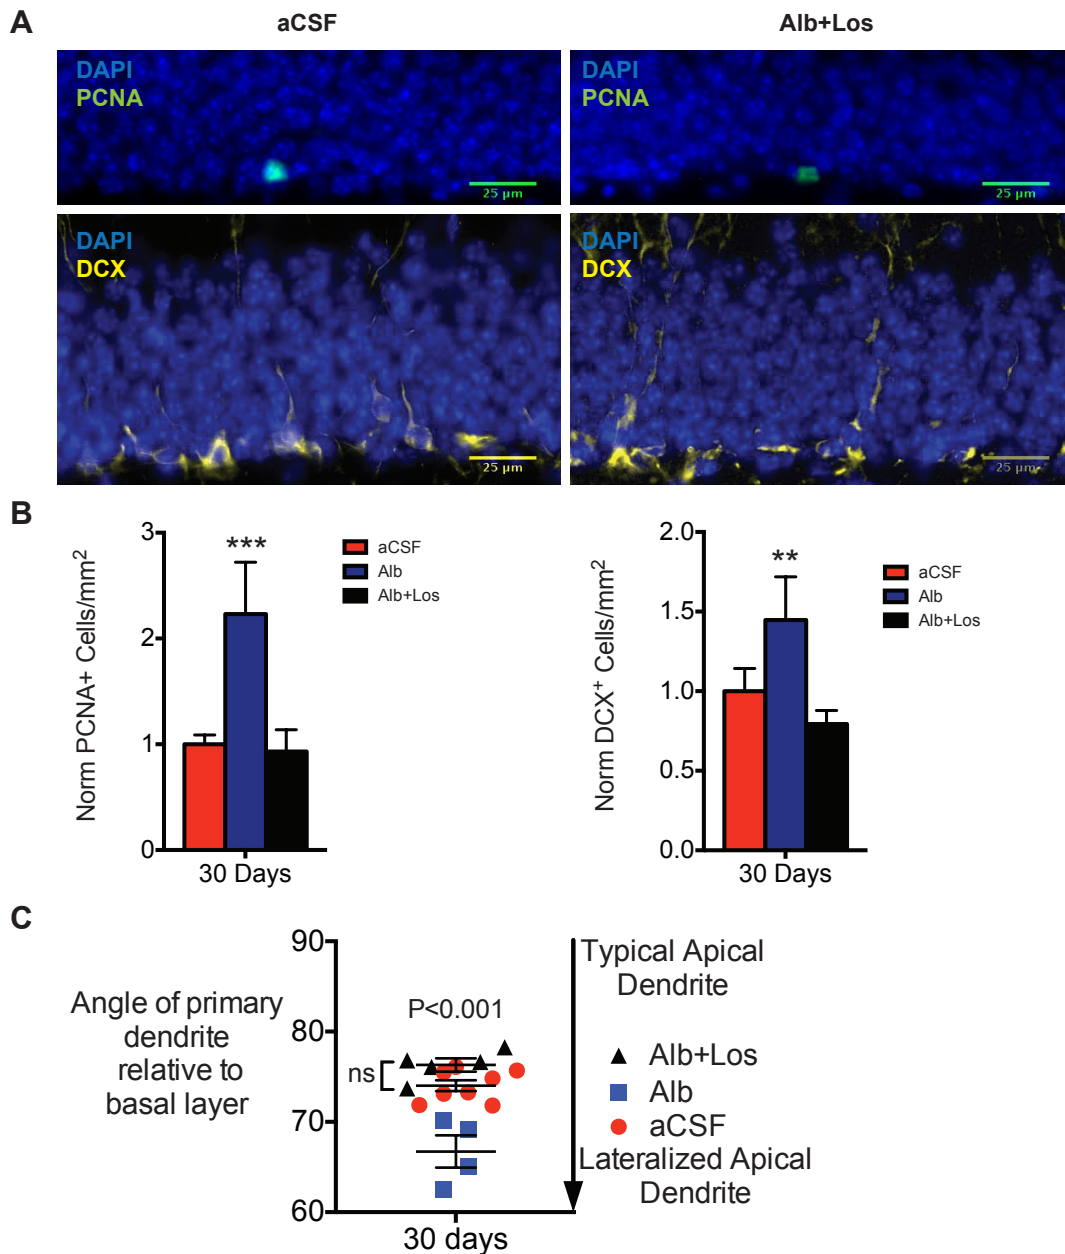 A
aCSF
Alb+Los
DAPI
PCNA
25 µm
DAPI
PCNA
25 µm
DAPI
DCX
25 µm
DAPI
DCX
25 µm
B
Norm PCNA+ Cells/mm²
3
2
1
0
***
30 Days
aCSF
Alb
Alb+Los
Norm DCX⁺ Cells/mm²
2.0
1.5
1.0
0.5
0.0
**
30 Days
aCSF
Alb
Alb+Los
C
Angle of primary
dendrite
relative to
basal layer
90
80
70
60
P<0.001
ns
30 days
Typical Apical
Dendrite
Alb+Los
Alb
aCSF
Lateralized Apical
Dendrite